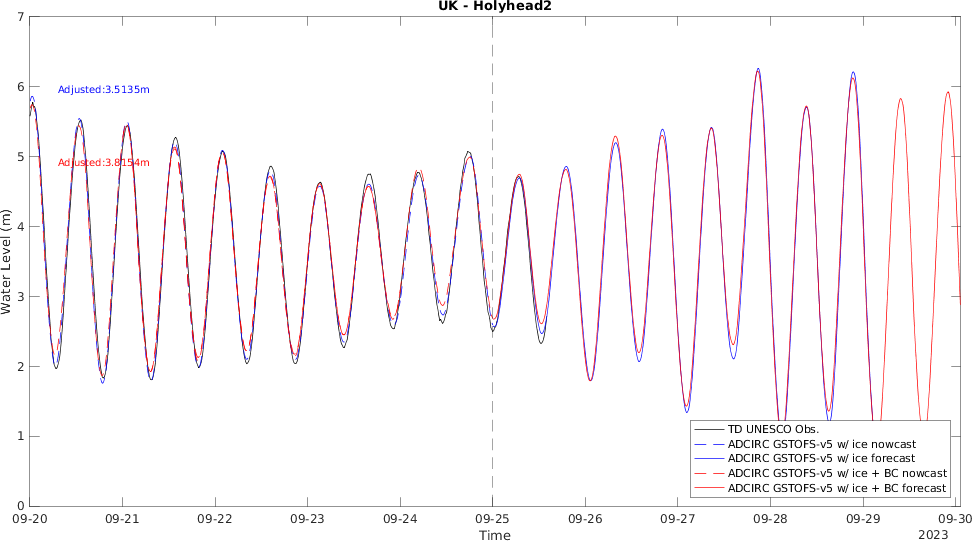 UK - Holyhead2
7
6
5
4
3
2
1
0
Water Level (m)
Adjusted:3.5135m
Adjusted:3.8154m
TD UNESCO Obs.
ADCIRC GSTOFS-v5 w/ ice nowcast
ADCIRC GSTOFS-v5 w/ ice forecast
ADCIRC GSTOFS-v5 w/ ice + BC nowcast
ADCIRC GSTOFS-v5 w/ ice + BC forecast
09-20 09-21 09-22 09-23 09-24 09-25 09-26 09-27 09-28 09-29 09-30
Time
2023